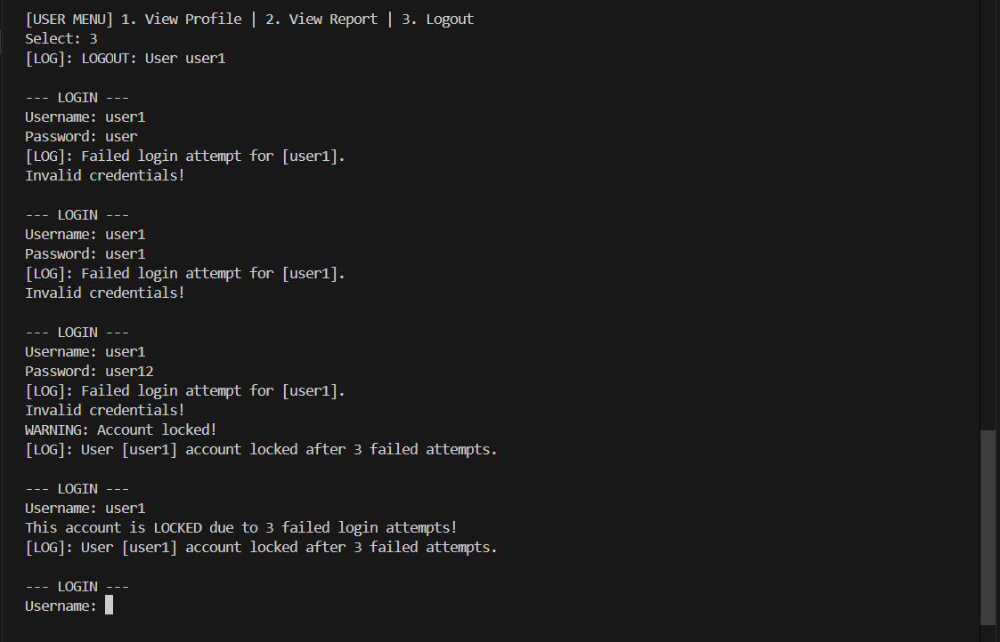 [USER MENU] 1. View Profile | 2. View Report | 3. Logout
Select: 3
[LOG]: LOGOUT: User user1

--- LOGIN ---
Username: user1
Password: user
[LOG]: Failed login attempt for [user1].
Invalid credentials!

--- LOGIN ---
Username: user1
Password: user1
[LOG]: Failed login attempt for [user1].
Invalid credentials!

--- LOGIN ---
Username: user1
Password: user12
[LOG]: Failed login attempt for [user1].
Invalid credentials!
WARNING: Account locked!
[LOG]: User [user1] account locked after 3 failed attempts.

--- LOGIN ---
Username: user1
This account is LOCKED due to 3 failed login attempts!
[LOG]: User [user1] account locked after 3 failed attempts.

--- LOGIN ---
Username: